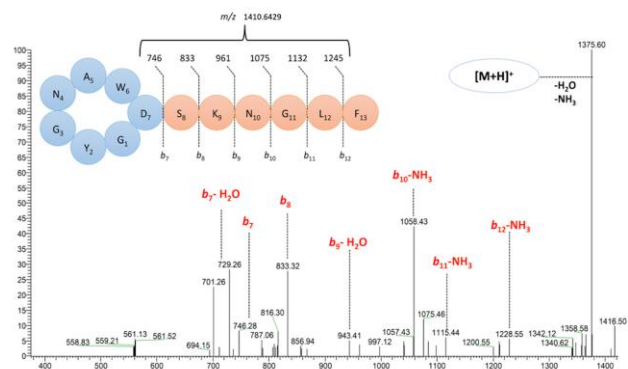 m/z 1410.6429
746 833 961 1075 1132 1245
[M+H]⁺
1375.60
-H₂O
-NH₃
N₄ A₅ W₆ D₇ S₈ K₉ N₁₀ G₁₁ L₁₂ F₁₃
G₃ Y₂ G₁
b₇ b₈ b₉ b₁₀ b₁₁ b₁₂
b₁₀-NH₃
b₇- H₂O
b₈
b₇
b₉- H₂O
b₁₂-NH₃
b₁₁-NH₃
1058.43
833.32
729.26
701.26
816.30
746.28
787.06
856.94
943.41
997.12
1057.43
1075.46
1115.44
1200.55
1228.55
1342.12
1340.62
1358.58
1416.50
558.83
559.21
561.13
561.52
694.15
100
95
90
85
80
75
70
65
60
55
50
45
40
35
30
25
20
15
10
5
0
400 500 600 700 800 900 1000 1100 1200 1300 1400